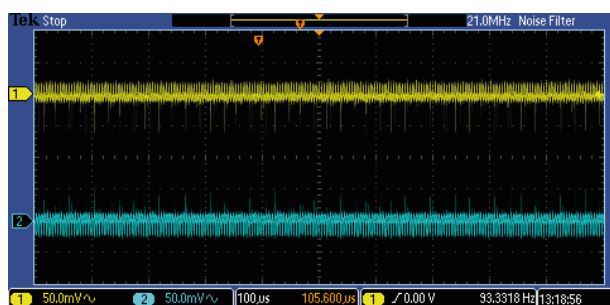 Tek Stop 21.0MHz Noise Filter
T
T
1
2
1 50.0mV∿ 2 50.0mV∿ 100µs 105.600µs 1 ∕ 0.00 V 93.3318 Hz 13:18:56